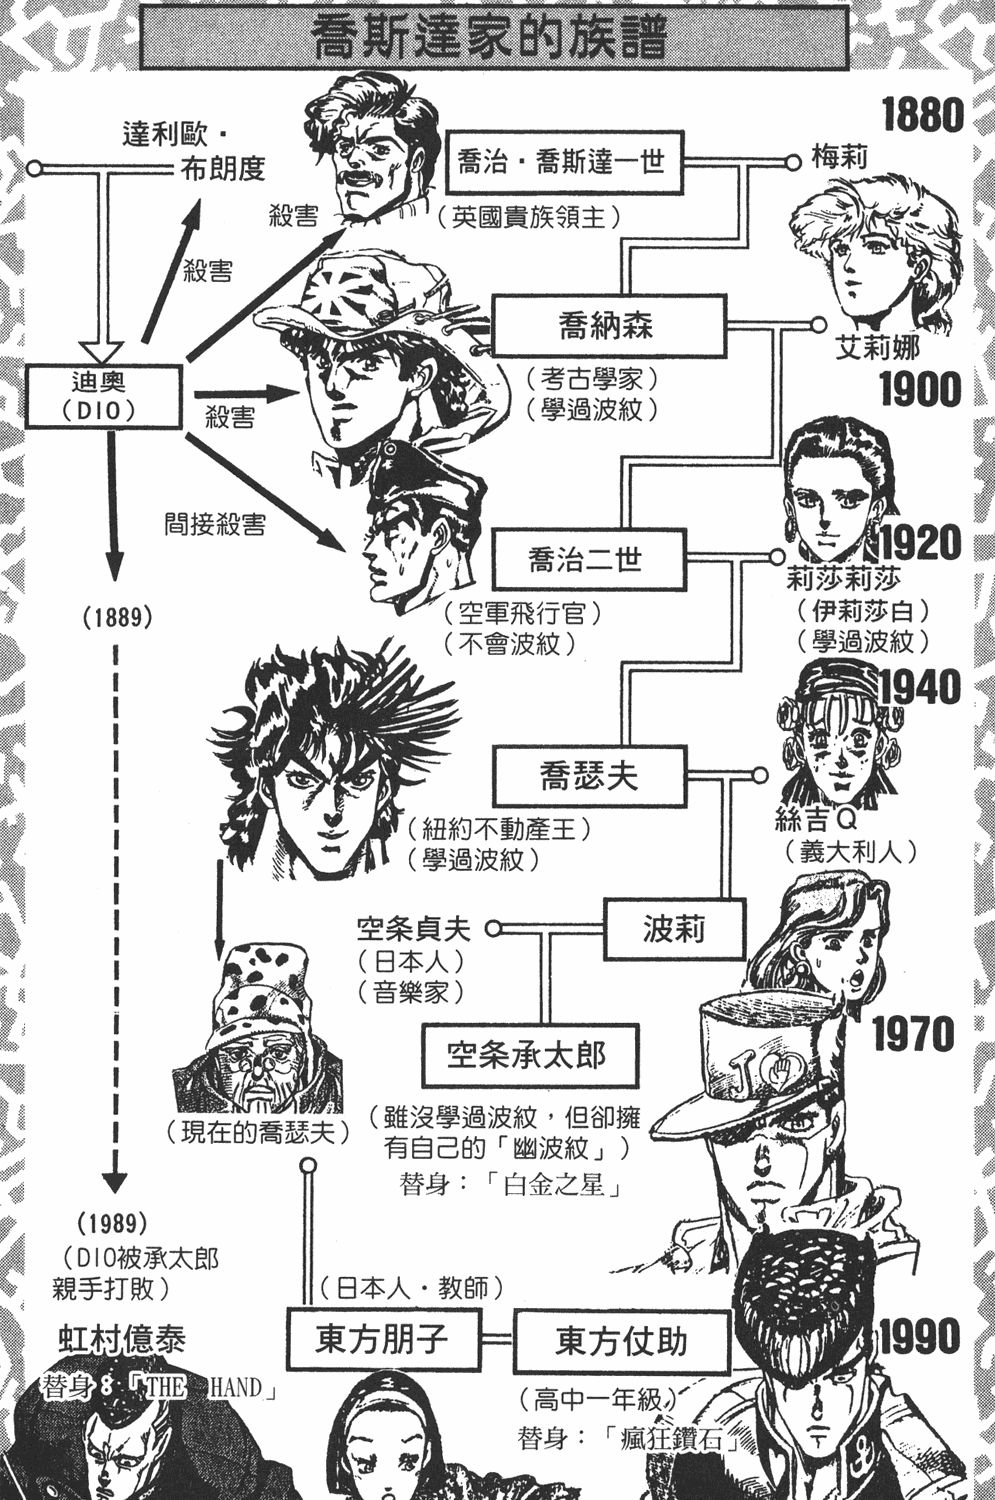 喬斯達家的族譜
1880
達利歐・
布朗度
喬治・喬斯達一世
梅莉
殺害
(英國貴族領主)
殺害
喬納森
艾莉娜
迪奧
(DIO)
(考古學家)
(學過波紋)
1900
殺害
間接殺害
喬治二世
1920
莉莎莉莎
(伊莉莎白)
(學過波紋)
(1889)
(空軍飛行官)
(不會波紋)
1940
喬瑟夫
絲吉Q
(義大利人)
(紐約不動產王)
(學過波紋)
空条貞夫
(日本人)
(音樂家)
波莉
1970
空条承太郎
(現在的喬瑟夫)
(雖沒學過波紋，但卻擁
有自己的「幽波紋」)
替身：「白金之星」
(1989)
(DIO被承太郎
親手打敗)
(日本人・教師)
東方朋子
東方仗助
1990
虹村億泰
替身：「THE HAND」
(高中一年級)
替身：「瘋狂鑽石」
J